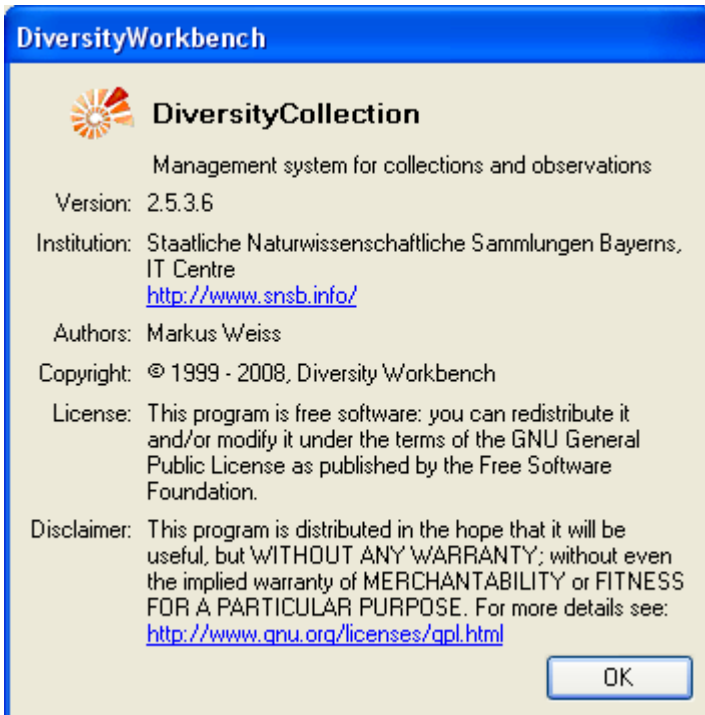 DiversityWorkbench
DiversityCollection
Management system for collections and observations
Version: 2.5.3.6
Institution: Staatliche Naturwissenschaftliche Sammlungen Bayerns,
IT Centre
http://www.snsb.info/
Authors: Markus Weiss
Copyright: © 1999 - 2008, Diversity Workbench
License: This program is free software: you can redistribute it
and/or modify it under the terms of the GNU General
Public License as published by the Free Software
Foundation.
Disclaimer: This program is distributed in the hope that it will be
useful, but WITHOUT ANY WARRANTY; without even
the implied warranty of MERCHANTABILITY or FITNESS
FOR A PARTICULAR PURPOSE. For more details see:
http://www.gnu.org/licenses/gpl.html
OK